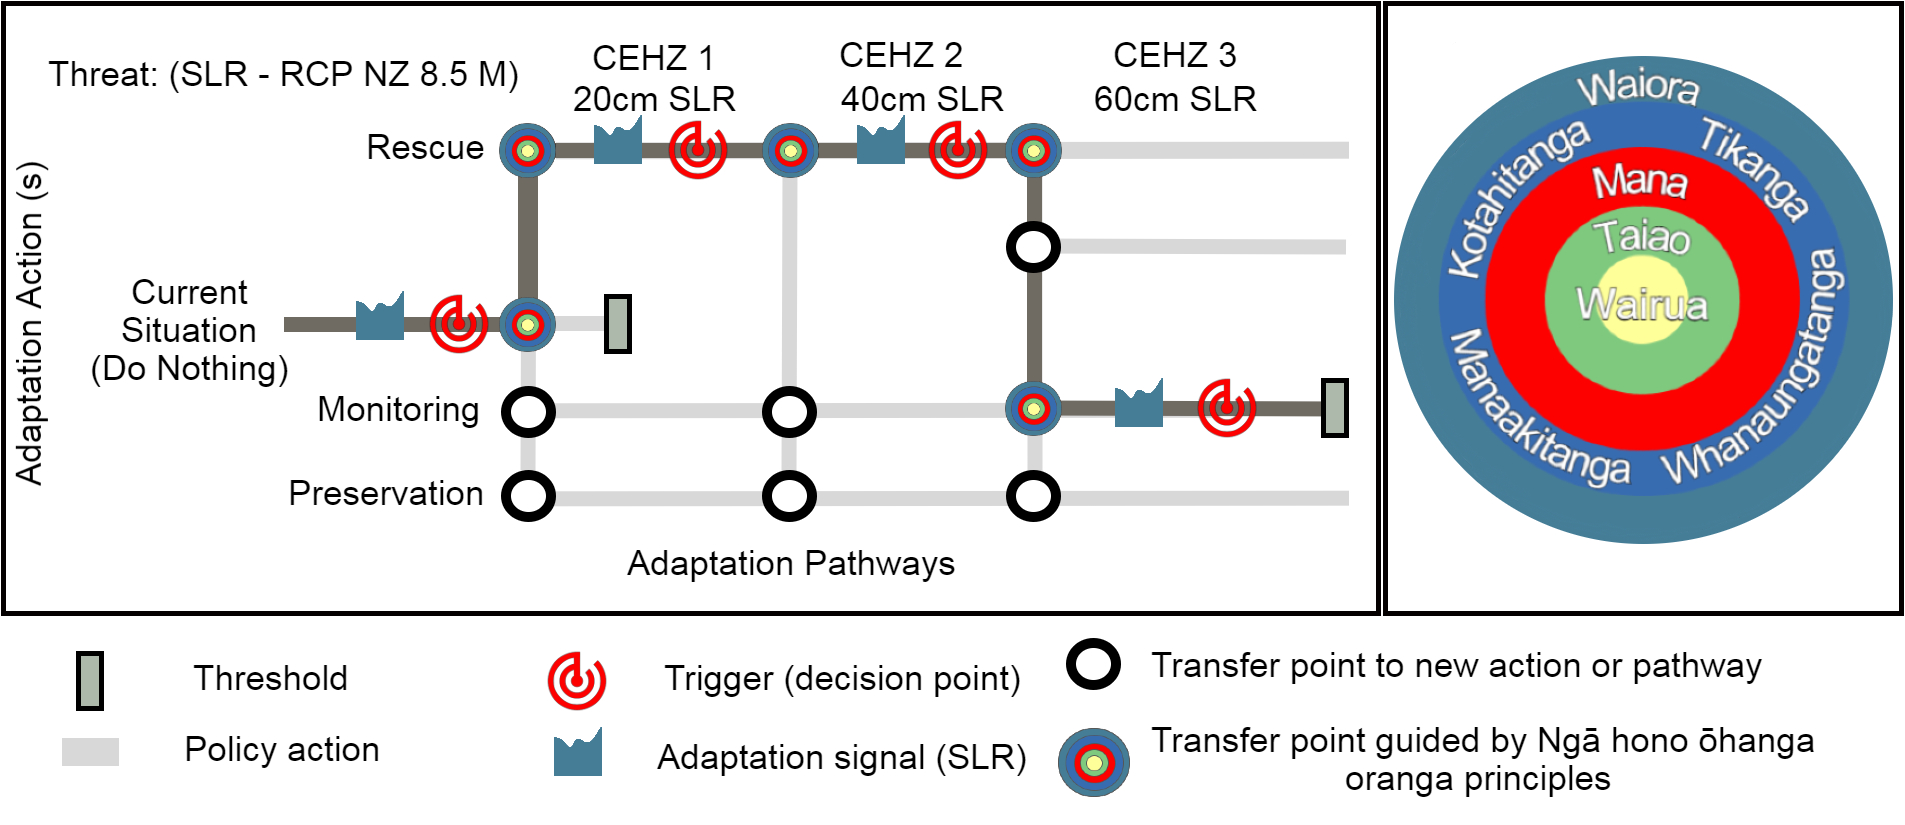 Threat: (SLR - RCP NZ 8.5 M)
CEHZ 1
20cm SLR
CEHZ 2
40cm SLR
CEHZ 3
60cm SLR
Adaptation Action (s)
Rescue
Current
Situation
(Do Nothing)
Monitoring
Preservation
Adaptation Pathways
Waiora
Kotahitanga
Tikanga
Mana
Taiao
Wairua
Manaakitanga
Whanaungatanga
Threshold
Trigger (decision point)
Transfer point to new action or pathway
Policy action
Adaptation signal (SLR)
Transfer point guided by Ngā hono ōhanga
oranga principles